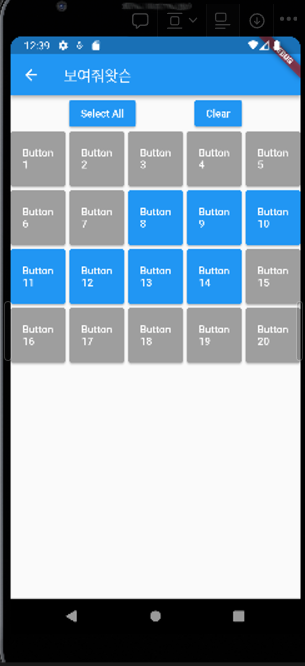 12:39
DEBUG
보여줘왓슨
Select All
Clear
Button 1
Button 2
Button 3
Button 4
Button 5
Button 6
Button 7
Button 8
Button 9
Button 10
Button 11
Button 12
Button 13
Button 14
Button 15
Button 16
Button 17
Button 18
Button 19
Button 20